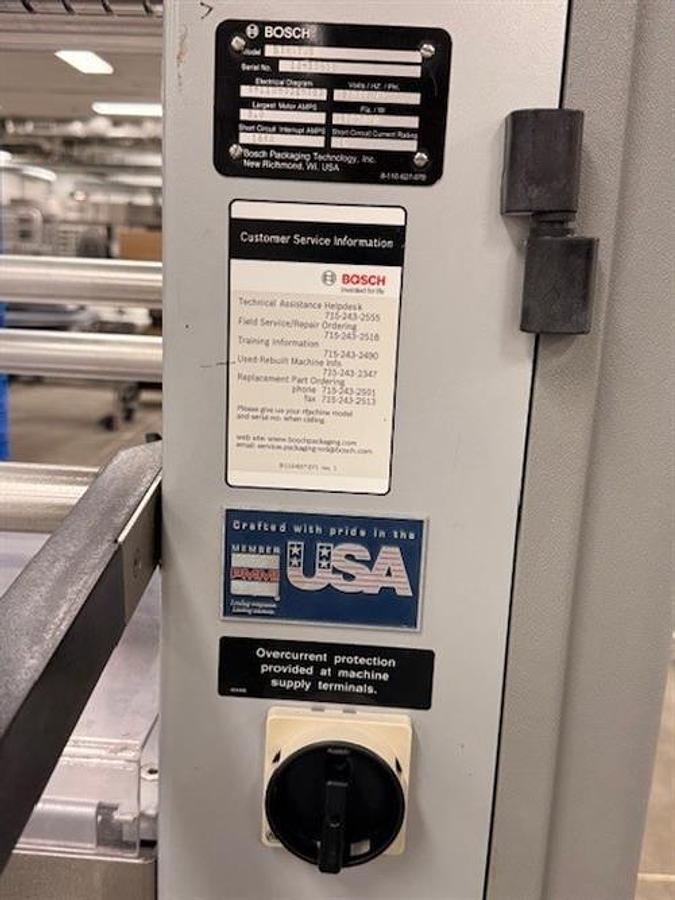 BOSCH
Model
Serial No.
Electrical Diagram Volts / HZ / PH.
Largest Motor AMPS Fla / W
Short Circuit Interrupt AMPS Short Circuit Current Rating
Bosch Packaging Technology, Inc.
New Richmond, WI. USA
Customer Service Information
BOSCH
Invented for life
Technical Assistance Helpdesk
715-243-2555
Field Service/Repair Ordering
715-243-2518
Training Information
715-243-2490
Used Rebuilt Machine Info.
715-243-2347
Replacement Part Ordering
phone 715-243-2501
fax 715-243-2513
Please give us your machine model
and serial no. when calling.
web site: www.boschpackaging.com
Crafted with pride in the
MEMBER
PMMI
USA
Overcurrent protection
provided at machine
supply terminals.